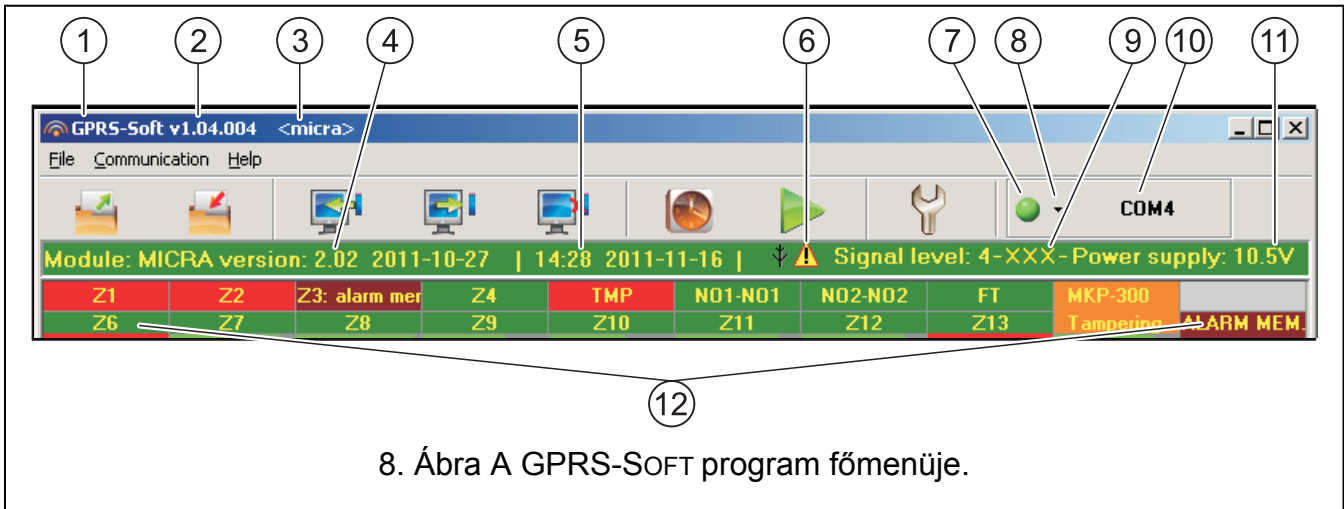 1 2 3 4 5 6 7 8 9 10 11
GPRS-Soft v1.04.004 <micra>
File Communication Help
COM4
Module: MICRA version: 2.02 2011-10-27 | 14:28 2011-11-16 | Signal level: 4-XXX- Power supply: 10.5V
Z1 Z2 Z3: alarm mer Z4 TMP NO1-NO1 NO2-NO2 FT MKP-300
Z6 Z7 Z8 Z9 Z10 Z11 Z12 Z13 Tampering ALARM MEM.
12
8. Ábra A GPRS-SOFT program főmenüje.